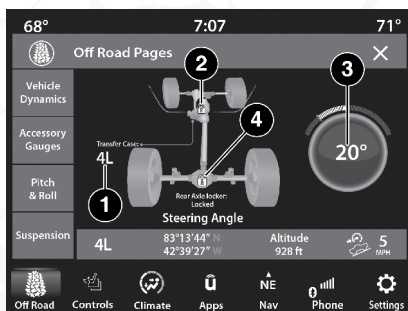 68° 7:07 71°
Off Road Pages
2
3
Vehicle
Dynamics
4
Accessory
Gauges
Transfer Case:
4L
20°
1
Pitch
& Roll
Rear Axle locker:
Locked
Steering Angle
Suspension
4L
83°13'44" N
42°39'27" W
Altitude
928 ft
5
MPH
Off Road Controls Climate Apps Nav Phone Settings
û NE